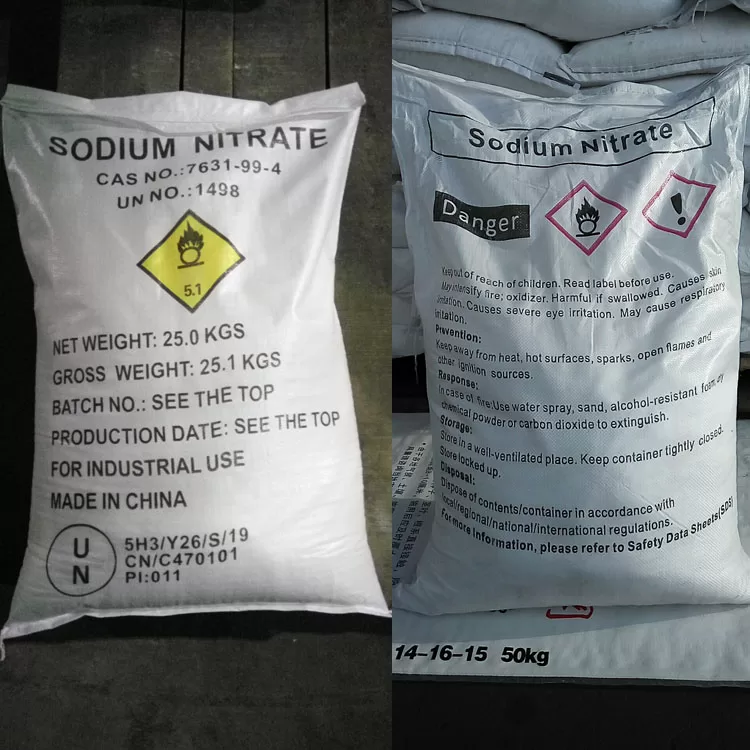 SODIUM NITRATE
CAS NO.:7631-99-4
UN NO.:1498
5.1
NET WEIGHT: 25.0 KGS
GROSS WEIGHT: 25.1 KGS
BATCH NO.: SEE THE TOP
PRODUCTION DATE: SEE THE TOP
FOR INDUSTRIAL USE
MADE IN CHINA
U
N
5H3/Y26/S/19
CN/C470101
PI:011
Sodium Nitrate
Danger
Keep out of reach of children. Read label before use.
May intensify fire; oxidizer. Harmful if swallowed. Causes skin
irritation. Causes severe eye irritation. May cause respiratory
irritation.
Prevention:
Keep away from heat, hot surfaces, sparks, open flames and
other ignition sources.
Response:
In case of fire:Use water spray, sand, alcohol-resistant foam, dry
chemical powder or carbon dioxide to extinguish.
Storage:
Store in a well-ventilated place. Keep container tightly closed.
Store locked up.
Disposal:
Dispose of contents/container in accordance with
local/regional/national/international regulations.
For more Information, please refer to Safety Data Sheets(SDS)
14-16-15 50kg